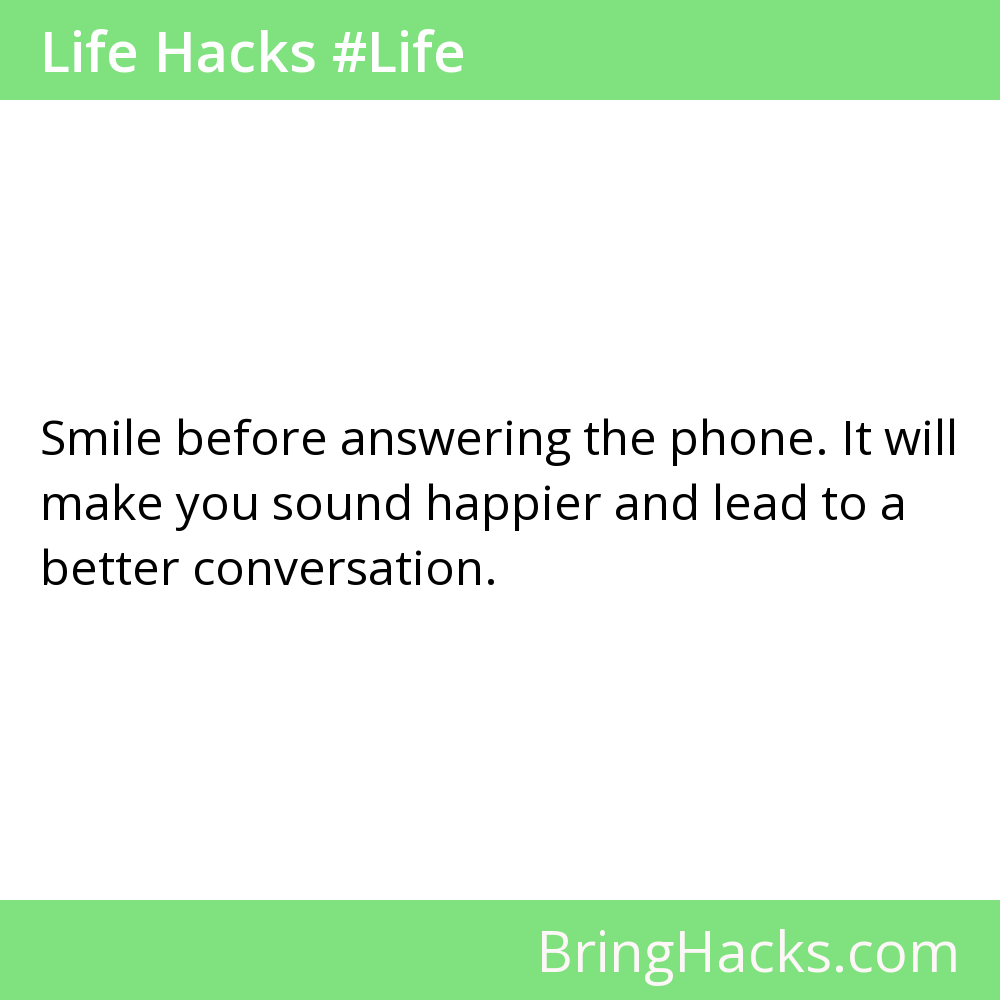 Life Hacks #Life
Smile before answering the phone. It will
make you sound happier and lead to a
better conversation.
BringHacks.com